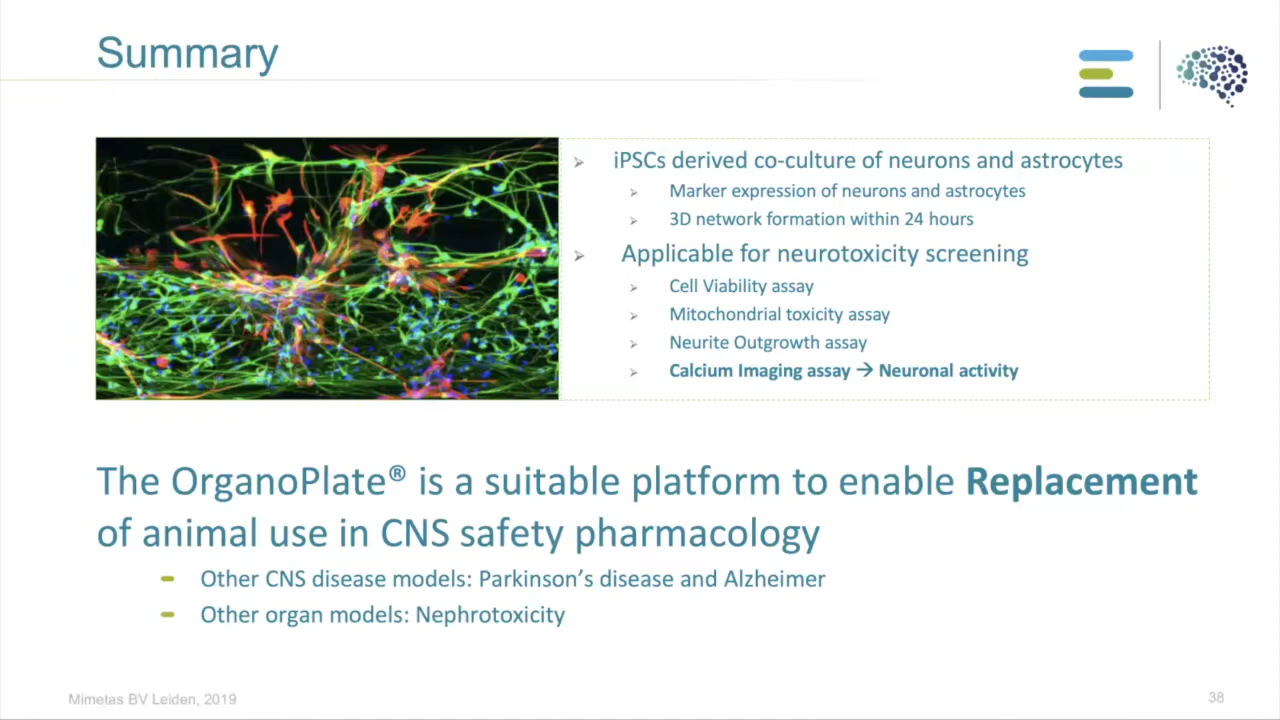 Summary
iPSCs derived co-culture of neurons and astrocytes
Marker expression of neurons and astrocytes
3D network formation within 24 hours
Applicable for neurotoxicity screening
Cell Viability assay
Mitochondrial toxicity assay
Neurite Outgrowth assay
Calcium Imaging assay → Neuronal activity
The OrganoPlate® is a suitable platform to enable Replacement
of animal use in CNS safety pharmacology
Other CNS disease models: Parkinson’s disease and Alzheimer
Other organ models: Nephrotoxicity
Mimetas BV Leiden, 2019
38